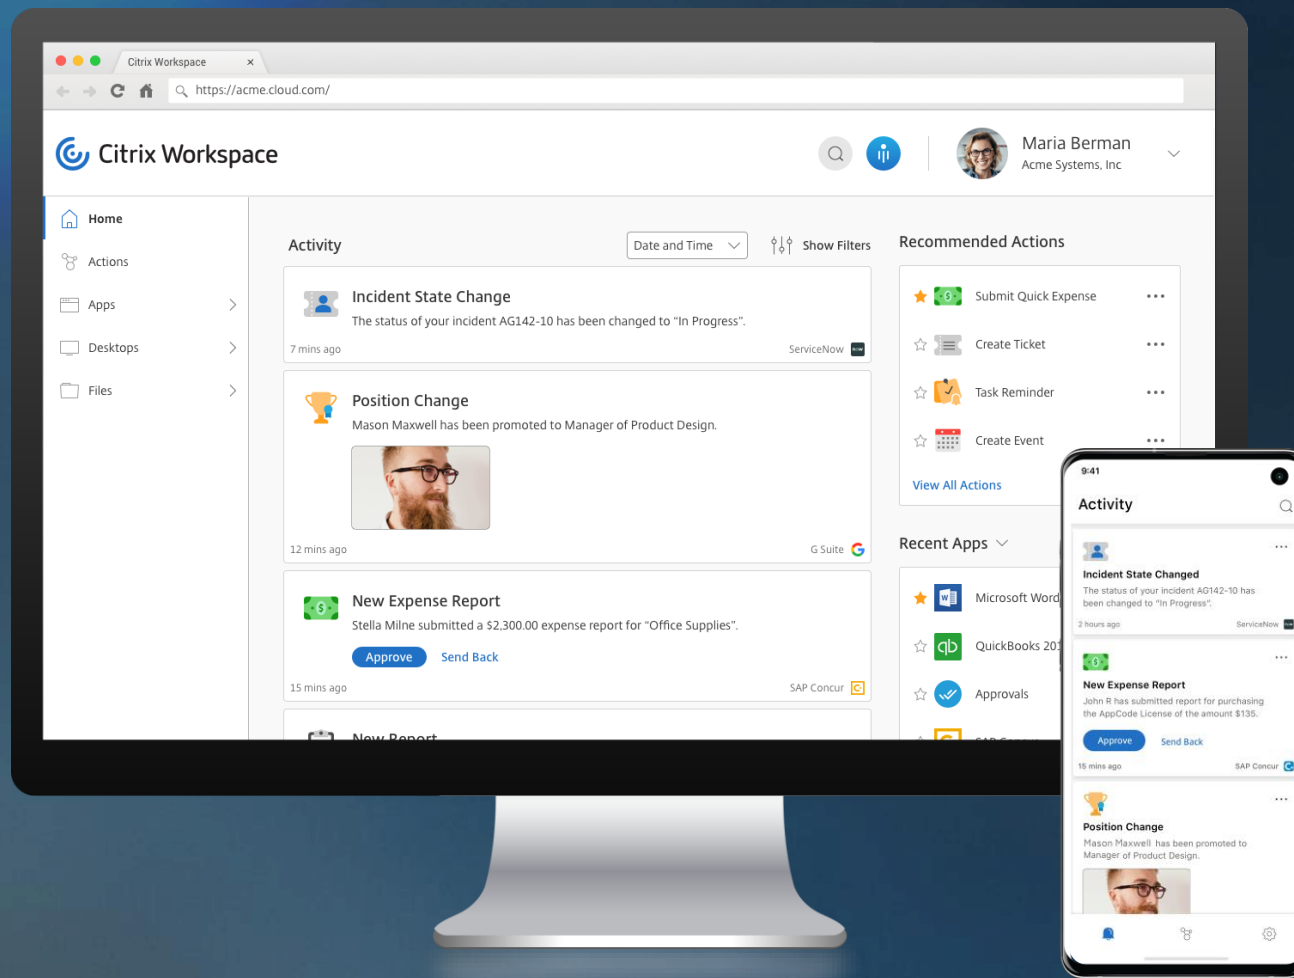 Citrix Workspace
https://acme.cloud.com/
Citrix Workspace
Maria Berman
Acme Systems, Inc
Home
Actions
Apps
Desktops
Files
Activity
Date and Time
Show Filters
Incident State Change
The status of your incident AG142-10 has been changed to “In Progress”.
7 mins ago
ServiceNow
Position Change
Mason Maxwell has been promoted to Manager of Product Design.
12 mins ago
G Suite
New Expense Report
Stella Milne submitted a $2,300.00 expense report for “Office Supplies”.
Approve
Send Back
15 mins ago
SAP Concur
New Report
Recommended Actions
Submit Quick Expense
Create Ticket
Task Reminder
Create Event
View All Actions
Recent Apps
Microsoft Word
QuickBooks
Approvals
SAP Concur
9:41
Activity
Incident State Changed
The status of your incident AG142-10 has
been changed to “In Progress”.
2 hours ago
ServiceNow
New Expense Report
John R has submitted report for purchasing
the AppCode License of the amount $135.
Approve
Send Back
15 mins ago
SAP Concur
Position Change
Mason Maxwell has been promoted to
Manager of Product Design.